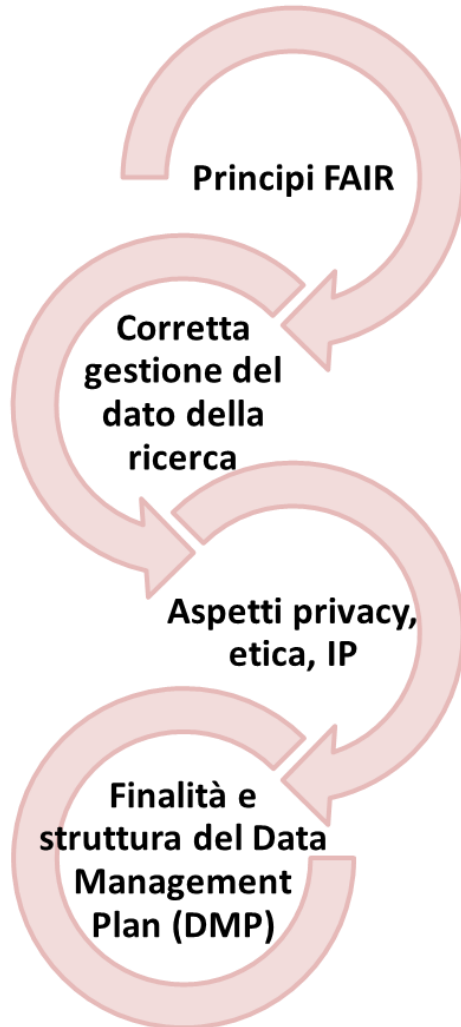 Principi FAIR
Corretta
gestione del
dato della
ricerca
Aspetti privacy,
etica, IP
Finalità e
struttura del Data
Management
Plan (DMP)